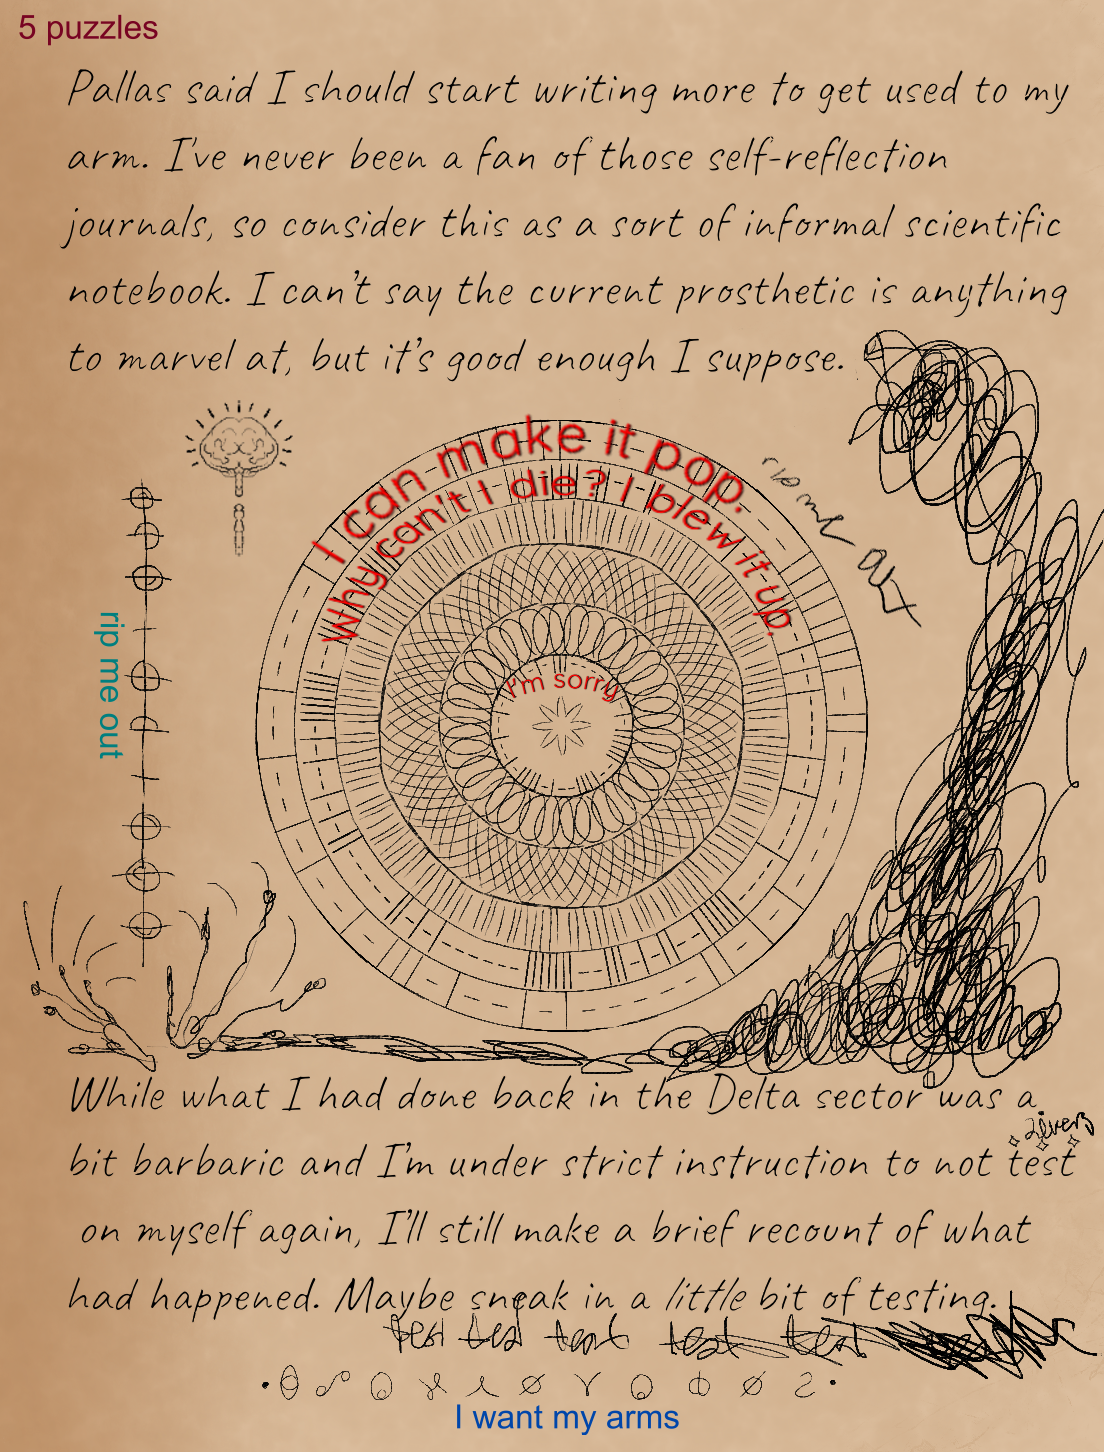 5 puzzles
Pallas said I should start writing more to get used to my
arm. I've never been a fan of those self-reflection
journals, so consider this as a sort of informal scientific
notebook. I can't say the current prosthetic is anything
to marvel at, but it's good enough I suppose.
I can make it pop.
Why can't I die? I blew it up.
I'm sorry
rip me out
rip me out
While what I had done back in the Delta sector was a
bit barbaric and I'm under strict instruction to not test
on myself again, I'll still make a brief recount of what
had happened. Maybe sneak in a little bit of testing.
test test test test test
I want my arms